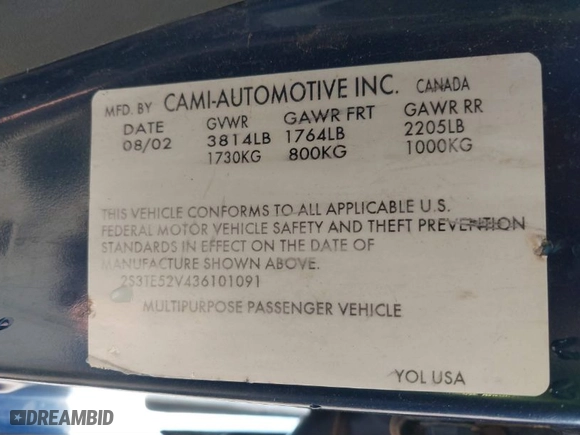 MFD. BY CAMI-AUTOMOTIVE INC. CANADA
DATE GVWR GAWR FRT GAWR RR
08/02 3814LB 1764LB 2205LB
1730KG 800KG 1000KG
THIS VEHICLE CONFORMS TO ALL APPLICABLE U.S.
FEDERAL MOTOR VEHICLE SAFETY AND THEFT PREVENTION
STANDARDS IN EFFECT ON THE DATE OF
MANUFACTURE SHOWN ABOVE.
2S3TE52V436101091
MULTIPURPOSE PASSENGER VEHICLE
YOL USA
DREAMBID